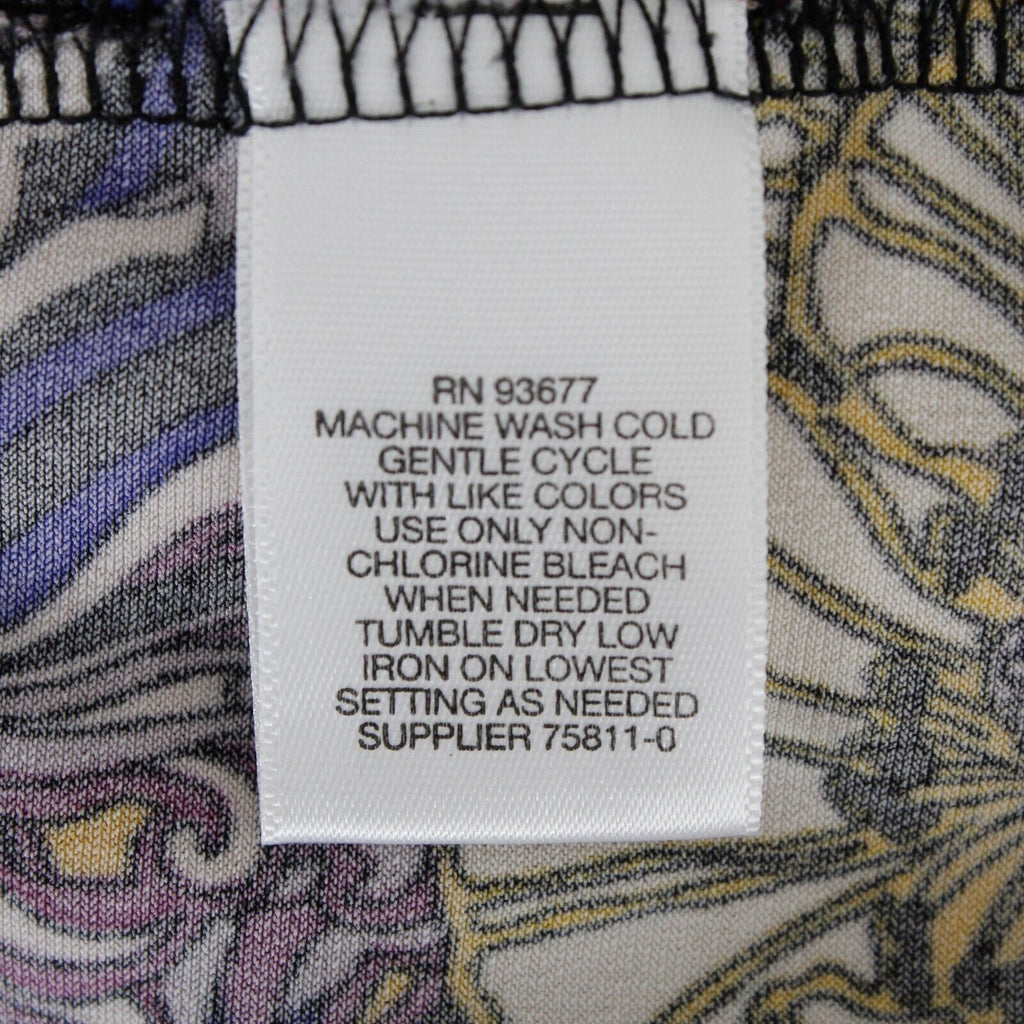 RN 93677
MACHINE WASH COLD
GENTLE CYCLE
WITH LIKE COLORS
USE ONLY NON-
CHLORINE BLEACH
WHEN NEEDED
TUMBLE DRY LOW
IRON ON LOWEST
SETTING AS NEEDED
SUPPLIER 75811-0